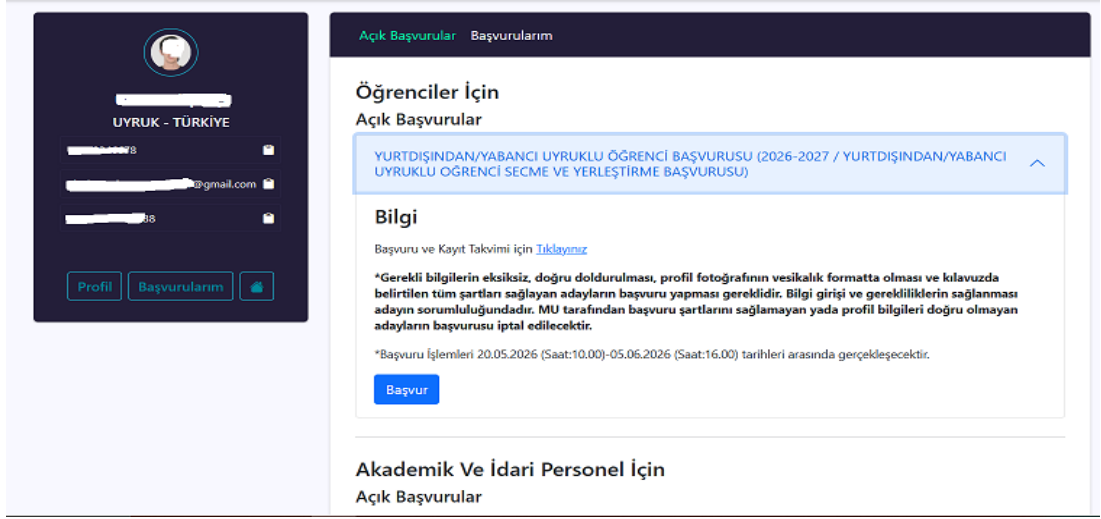 UYRUK - TÜRKİYE
8
@gmail.com
88
Profil
Başvurularım
Açık Başvurular Başvurularım
Öğrenciler İçin
Açık Başvurular
YURTDIŞINDAN/YABANCI UYRUKLU ÖĞRENCİ BAŞVURUSU (2026-2027 / YURTDIŞINDAN/YABANCI
UYRUKLU ÖĞRENCİ SECME VE YERLEŞTİRME BAŞVURUSU)
Bilgi
Başvuru ve Kayıt Takvimi için Tıklayınız
*Gerekli bilgilerin eksiksiz, doğru doldurulması, profil fotoğrafının vesikalık formatta olması ve kılavuzda
belirtilen tüm şartları sağlayan adayların başvuru yapması gereklidir. Bilgi girişi ve gerekliliklerin sağlanması
adayın sorumluluğundadır. MU tarafından başvuru şartlarını sağlamayan yada profil bilgileri doğru olmayan
adayların başvurusu iptal edilecektir.
*Başvuru İşlemleri 20.05.2026 (Saat:10.00)-05.06.2026 (Saat:16.00) tarihleri arasında gerçekleşecektir.
Başvur
Akademik Ve İdari Personel İçin
Açık Başvurular